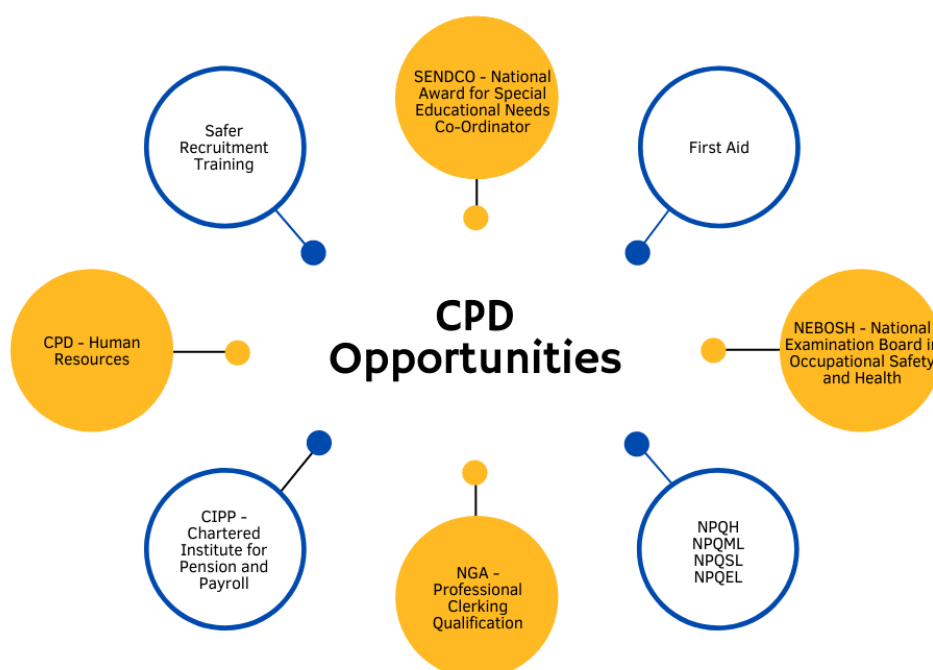 SENDCO - National
Award for Special
Educational Needs
Co-Ordinator
Safer
Recruitment
Training
First Aid
CPD - Human
Resources
CPD
Opportunities
NEBOSH - National
Examination Board in
Occupational Safety
and Health
CIPP -
Chartered
Institute for
Pension and
Payroll
NGA -
Professional
Clerking
Qualification
NPQH
NPQML
NPQSL
NPQEL